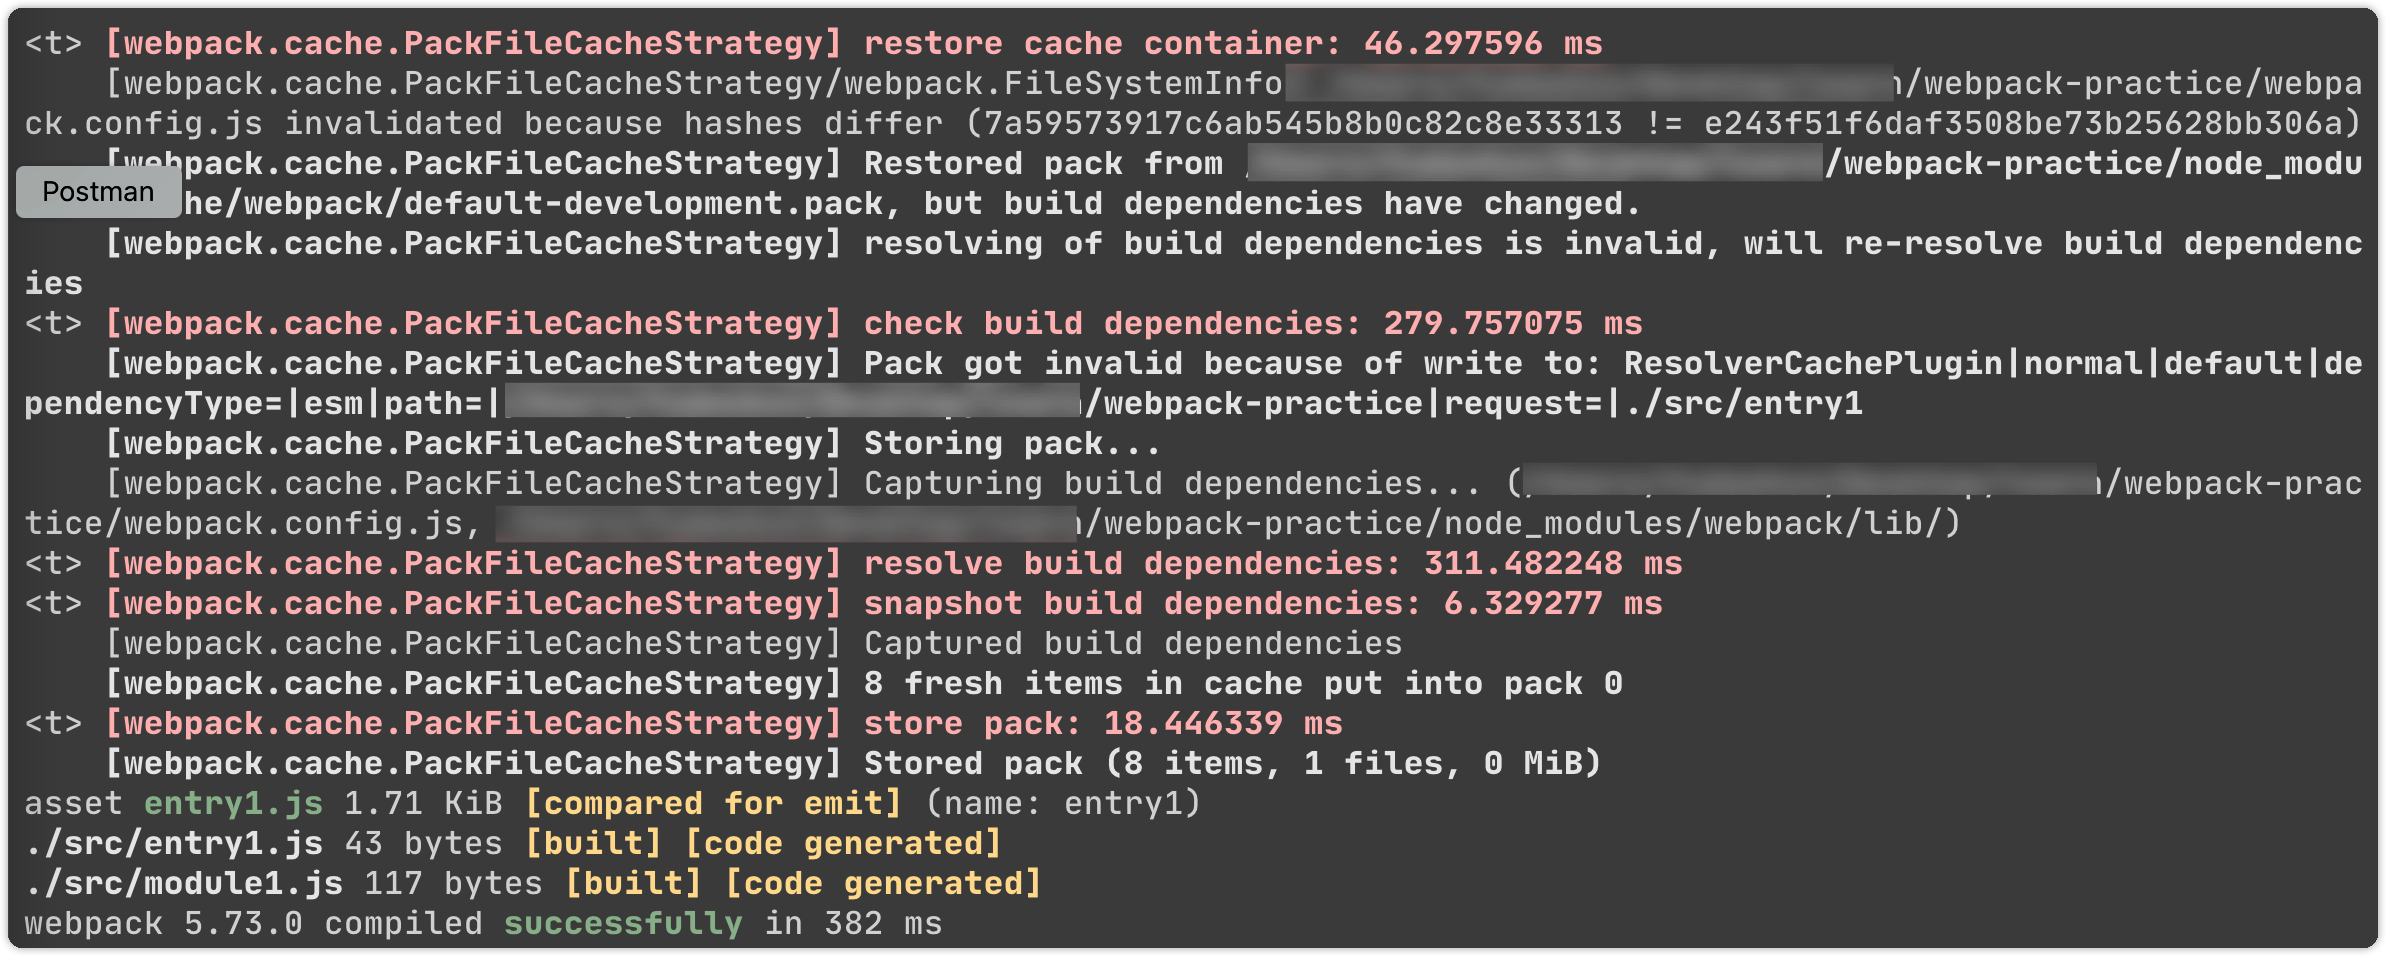 <t> [webpack.cache.PackFileCacheStrategy] restore cache container: 46.297596 ms
[webpack.cache.PackFileCacheStrategy/webpack.FileSystemInfo /webpack-practice/webpa
ck.config.js invalidated because hashes differ (7a59573917c6ab545b8b0c82c8e33313 != e243f51f6daf3508be73b25628bb306a)
[webpack.cache.PackFileCacheStrategy] Restored pack from /webpack-practice/node_modu
Postman
he/webpack/default-development.pack, but build dependencies have changed.
[webpack.cache.PackFileCacheStrategy] resolving of build dependencies is invalid, will re-resolve build dependenc
ies
<t> [webpack.cache.PackFileCacheStrategy] check build dependencies: 279.757075 ms
[webpack.cache.PackFileCacheStrategy] Pack got invalid because of write to: ResolverCachePlugin|normal|default|de
pendencyType=|esm|path=| /webpack-practice|request=|./src/entry1
[webpack.cache.PackFileCacheStrategy] Storing pack...
[webpack.cache.PackFileCacheStrategy] Capturing build dependencies... ( /webpack-prac
tice/webpack.config.js, /webpack-practice/node_modules/webpack/lib/)
<t> [webpack.cache.PackFileCacheStrategy] resolve build dependencies: 311.482248 ms
<t> [webpack.cache.PackFileCacheStrategy] snapshot build dependencies: 6.329277 ms
[webpack.cache.PackFileCacheStrategy] Captured build dependencies
[webpack.cache.PackFileCacheStrategy] 8 fresh items in cache put into pack 0
<t> [webpack.cache.PackFileCacheStrategy] store pack: 18.446339 ms
[webpack.cache.PackFileCacheStrategy] Stored pack (8 items, 1 files, 0 MiB)
asset entry1.js 1.71 KiB [compared for emit] (name: entry1)
./src/entry1.js 43 bytes [built] [code generated]
./src/module1.js 117 bytes [built] [code generated]
webpack 5.73.0 compiled successfully in 382 ms